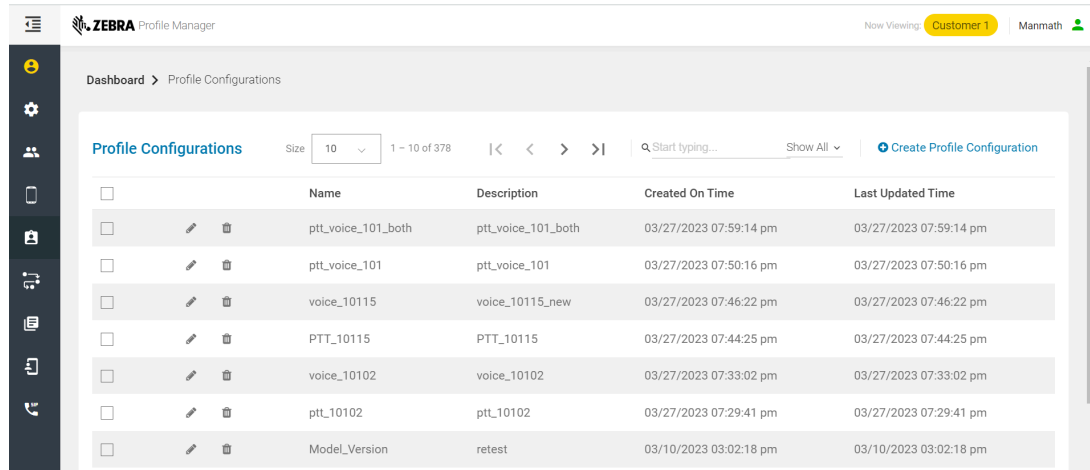 ZEBRA Profile Manager
Now Viewing: Customer 1 Manmath
Dashboard > Profile Configurations
Profile Configurations Size 10 1 – 10 of 378 Start typing... Show All Create Profile Configuration
Name Description Created On Time Last Updated Time
ptt_voice_101_both ptt_voice_101_both 03/27/2023 07:59:14 pm 03/27/2023 07:59:14 pm
ptt_voice_101 ptt_voice_101 03/27/2023 07:50:16 pm 03/27/2023 07:50:16 pm
voice_10115 voice_10115_new 03/27/2023 07:46:22 pm 03/27/2023 07:46:22 pm
PTT_10115 PTT_10115 03/27/2023 07:44:25 pm 03/27/2023 07:44:25 pm
voice_10102 voice_10102 03/27/2023 07:33:02 pm 03/27/2023 07:33:02 pm
ptt_10102 ptt_10102 03/27/2023 07:29:41 pm 03/27/2023 07:29:41 pm
Model_Version retest 03/10/2023 03:02:18 pm 03/10/2023 03:02:18 pm